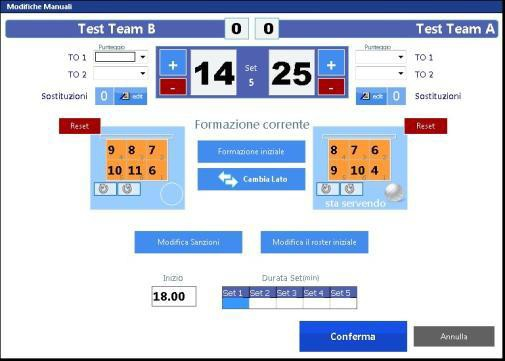 Modifiche Manuali
Test Team B 0 0 Test Team A
Punteggio Punteggio
TO 1 + 14 Set 25 + TO 1
TO 2 - 5 - TO 2
Sostituzioni 0 edit edit 0 Sostituzioni
Reset Formazione corrente Reset
9 8 7 Formazione iniziale 8 7 6
10 11 6 Cambia Lato 9 10 4
sta servendo
Modifica Sanzioni Modifica il roster iniziale
Inizio Durata Set(min)
18.00 Set 1 Set 2 Set 3 Set 4 Set 5
Conferma Annulla